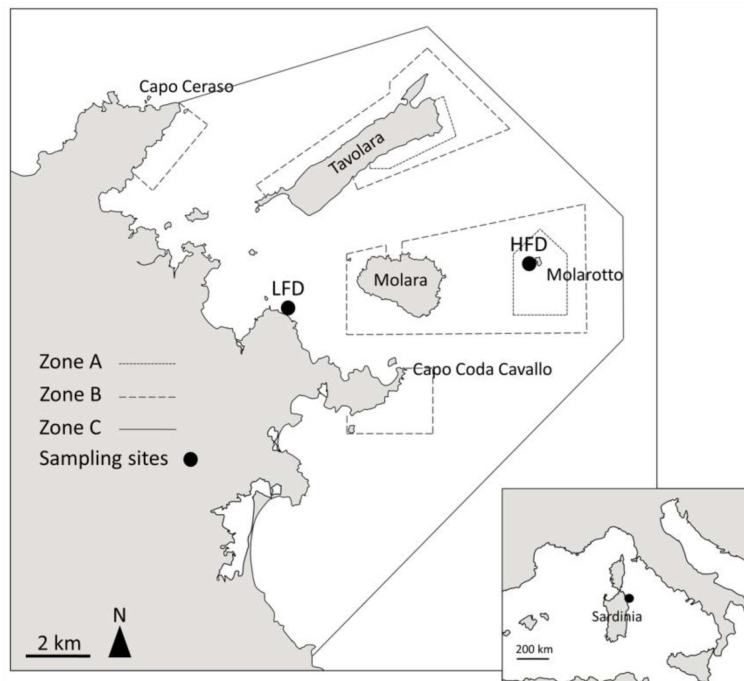 Capo Ceraso
Tavolara
HFD
Molarotto
Molara
LFD
Capo Coda Cavallo
Zone A
Zone B
Zone C
Sampling sites
N
2 km
Sardinia
200 km